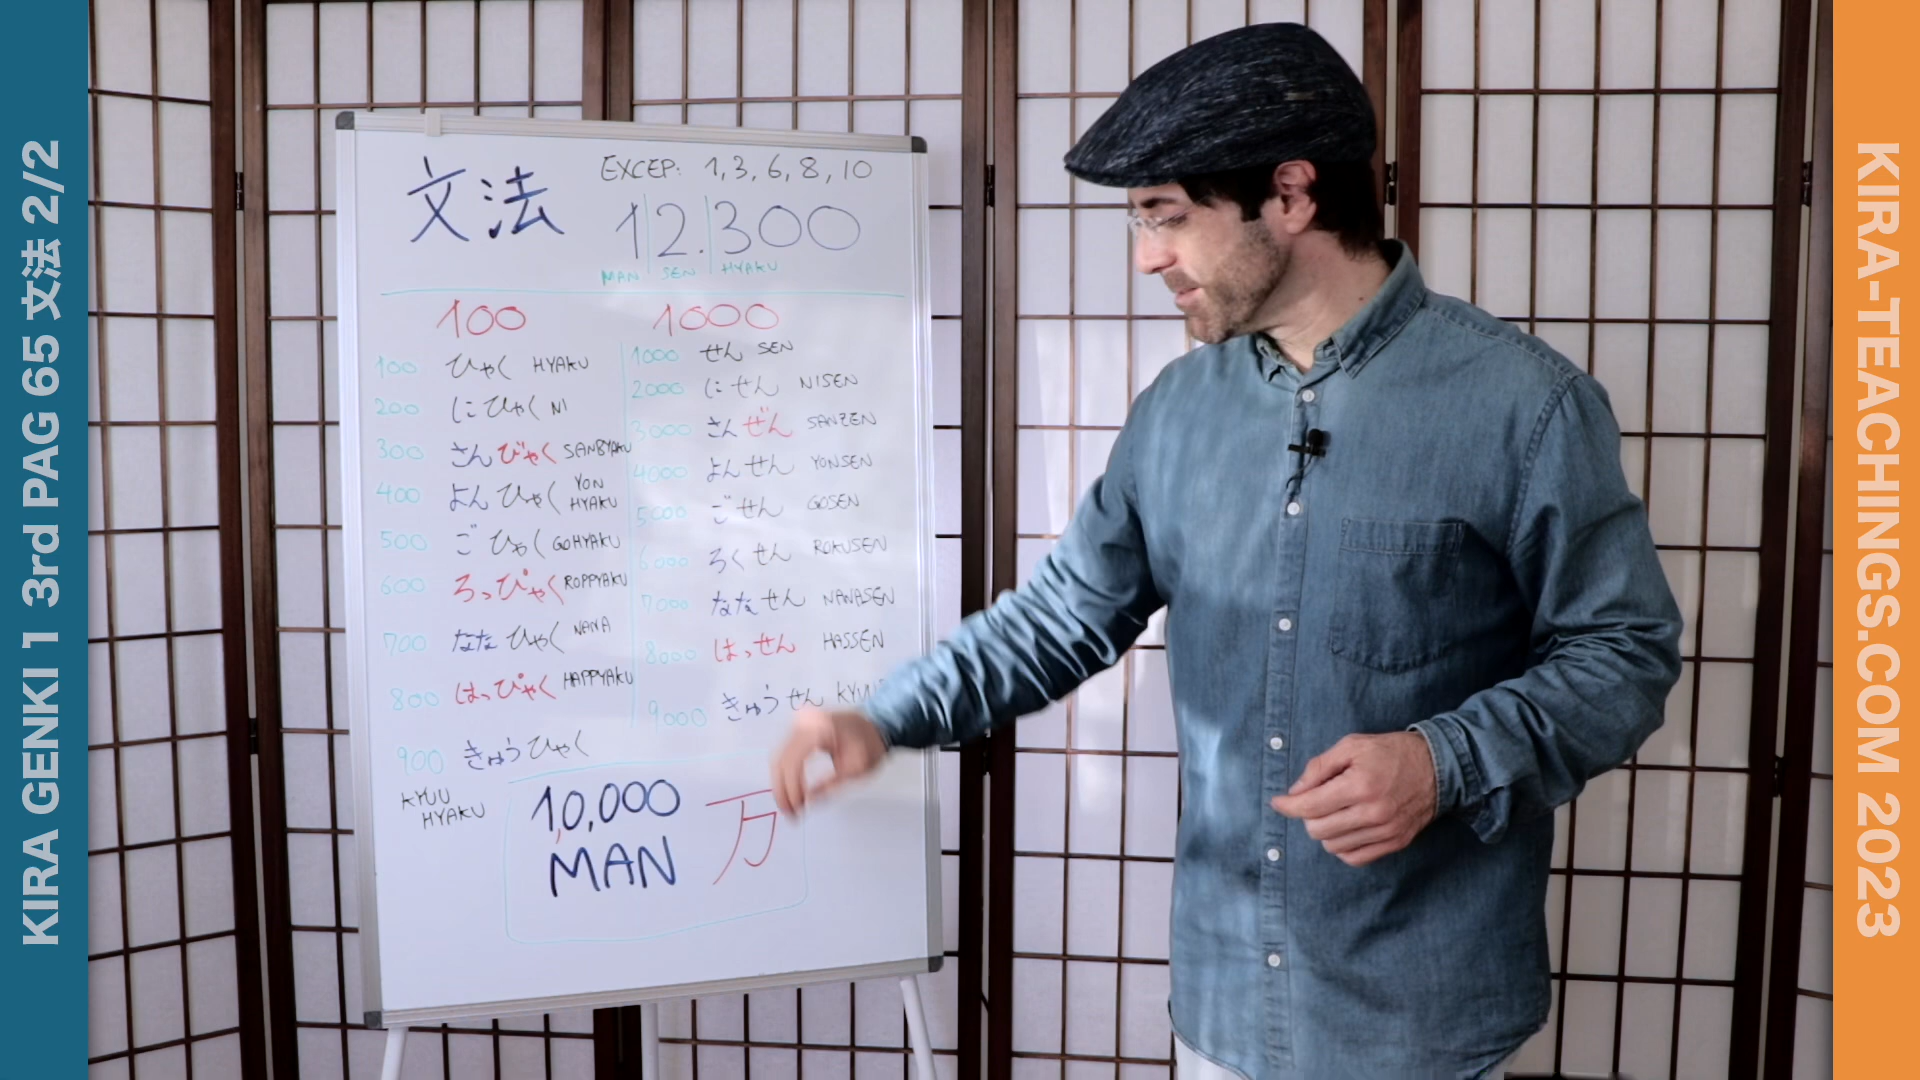 KIRA GENKI 1 3rd PAG 65 文法 2/2
文法
EXCEP: 1, 3, 6, 8, 10
12.300
MAN SEN HYAKU
100
100 ひゃく HYAKU
200 にひゃく NI
300 さんびゃく SANBYAKU
400 よんひゃく YON HYAKU
500 ごひゃく GOHYAKU
600 ろっぴゃく ROPPYAKU
700 ななひゃく NANA
800 はっぴゃく HAPPYAKU
900 きゅうひゃく
KYUU
HYAKU
1000
1000 せん SEN
2000 にせん NISEN
3000 さんぜん SANZEN
4000 よんせん YONSEN
5000 ごせん GOSEN
6000 ろくせん ROKUSEN
7000 ななせん NANASEN
8000 はっせん HASSEN
9000 きゅうせん
1,0,000 万
MAN
KIRA-TEACHINGS.COM 2023